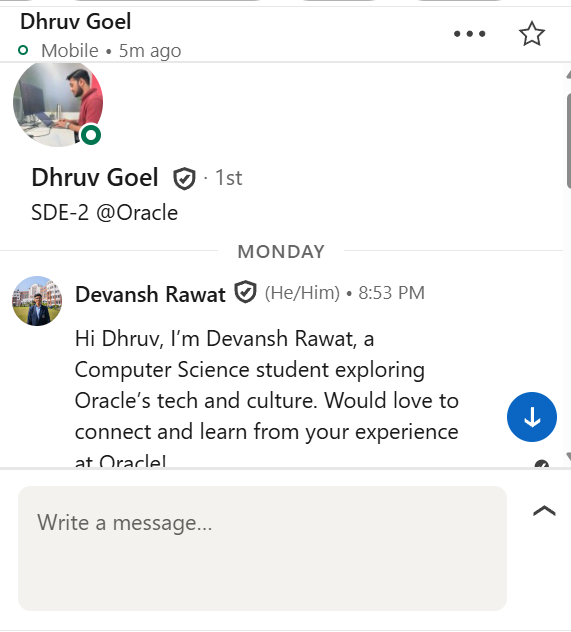 Dhruv Goel
Mobile • 5m ago
Dhruv Goel · 1st
SDE-2 @Oracle
MONDAY
Devansh Rawat (He/Him) • 8:53 PM
Hi Dhruv, I’m Devansh Rawat, a
Computer Science student exploring
Oracle’s tech and culture. Would love to
connect and learn from your experience
at Oracle!
Write a message...